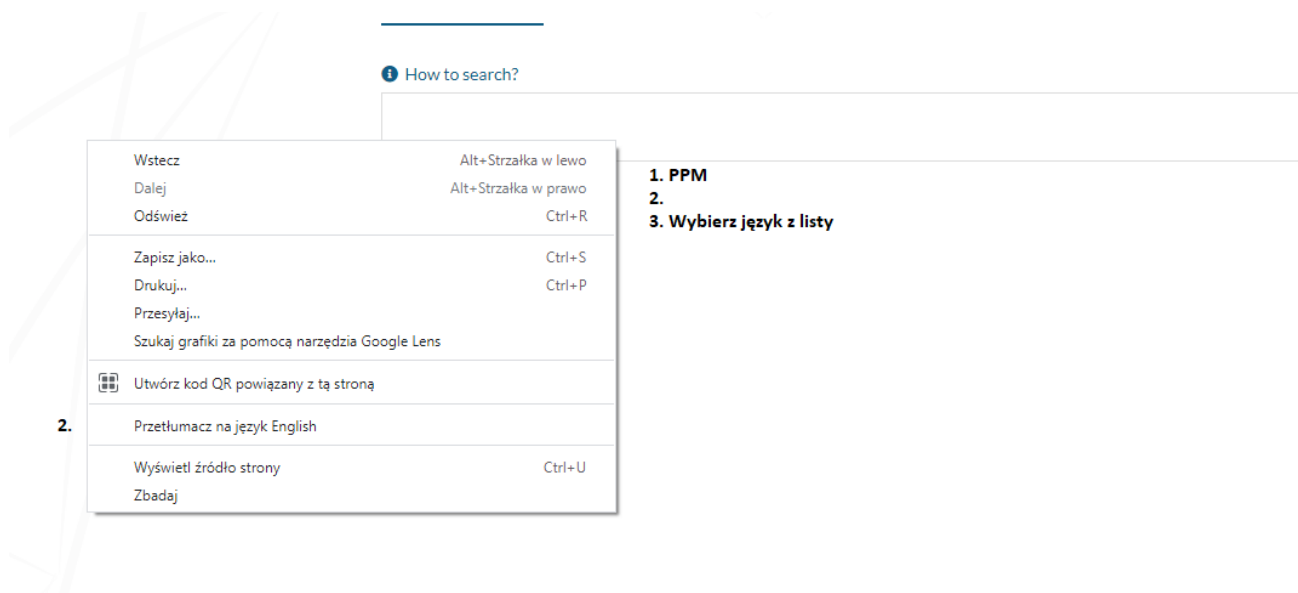 How to search?
Wstecz Alt+Strzałka w lewo
Dalej Alt+Strzałka w prawo
Odśwież Ctrl+R
Zapisz jako... Ctrl+S
Drukuj... Ctrl+P
Przesyłaj...
Szukaj grafiki za pomocą narzędzia Google Lens
Utwórz kod QR powiązany z tą stroną
2. Przetłumacz na język English
Wyświetl źródło strony Ctrl+U
Zbadaj
1. PPM
2.
3. Wybierz język z listy